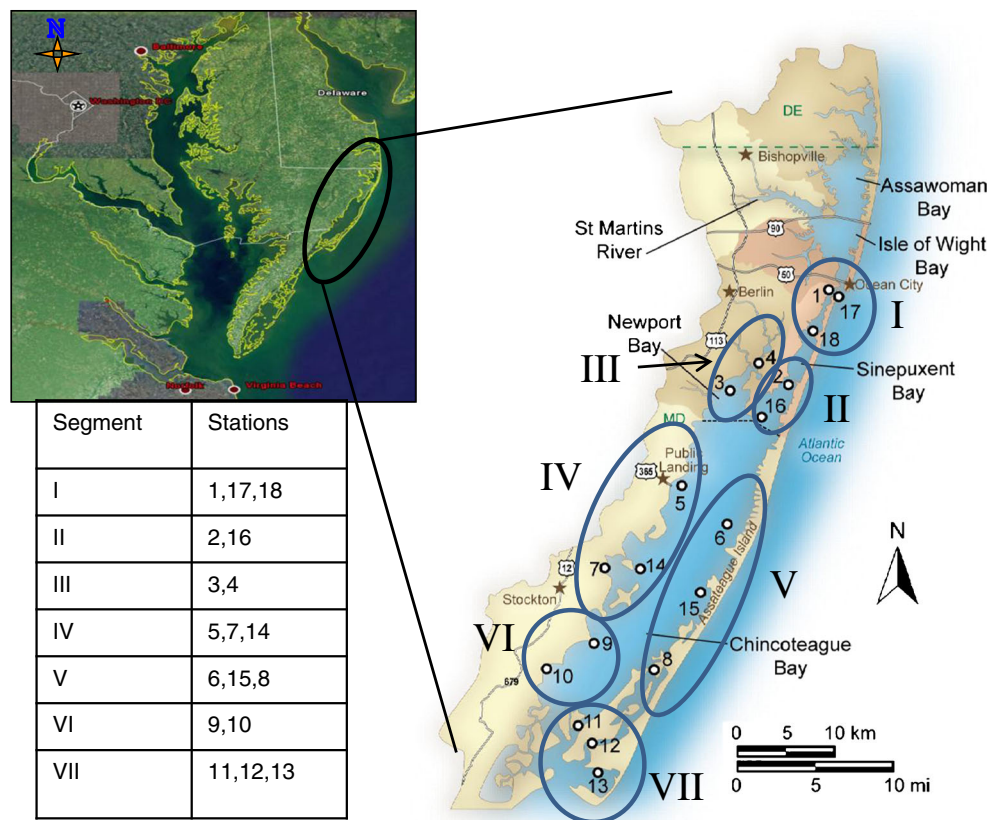 N
Baltimore
Washington DC
Delaware
Norfolk
Virginia Beach
Segment Stations
I 1,17,18
II 2,16
III 3,4
IV 5,7,14
V 6,15,8
VI 9,10
VII 11,12,13
DE
Bishopville
Assawoman
Bay
St Martins
River
90
Isle of Wight
Bay
50
Ocean City
Berlin
1
17
I
18
Newport
Bay
113
III
4
3
2
Sinepuxent
Bay
16
II
MD
Atlantic
Ocean
IV
Public
Landing
365
5
6
N
Assateague Island
V
12
7
14
Stockton
15
VI
9
Chincoteague
Bay
8
10
679
11
12
13
VII
0 5 10 km
0 5 10 mi